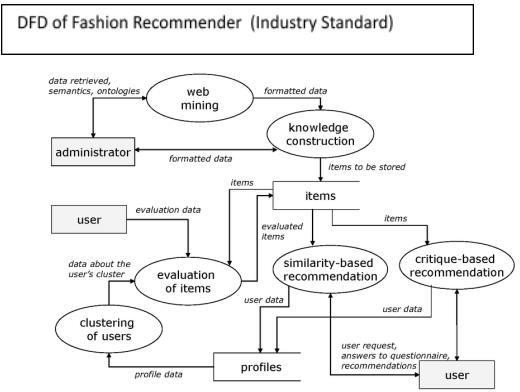 DFD of Fashion Recommender  (Industry Standard)
data retrieved,
semantics, ontologies
web
mining
formatted data
knowledge
construction
administrator
formatted data
items to be stored
items
items
user
evaluation data
evaluated
items
items
data about the
user's cluster
evaluation
of items
similarity-based
recommendation
critique-based
recommendation
user data
user data
clustering
of users
user request,
answers to questionnaire,
recommendations
profile data
profiles
user